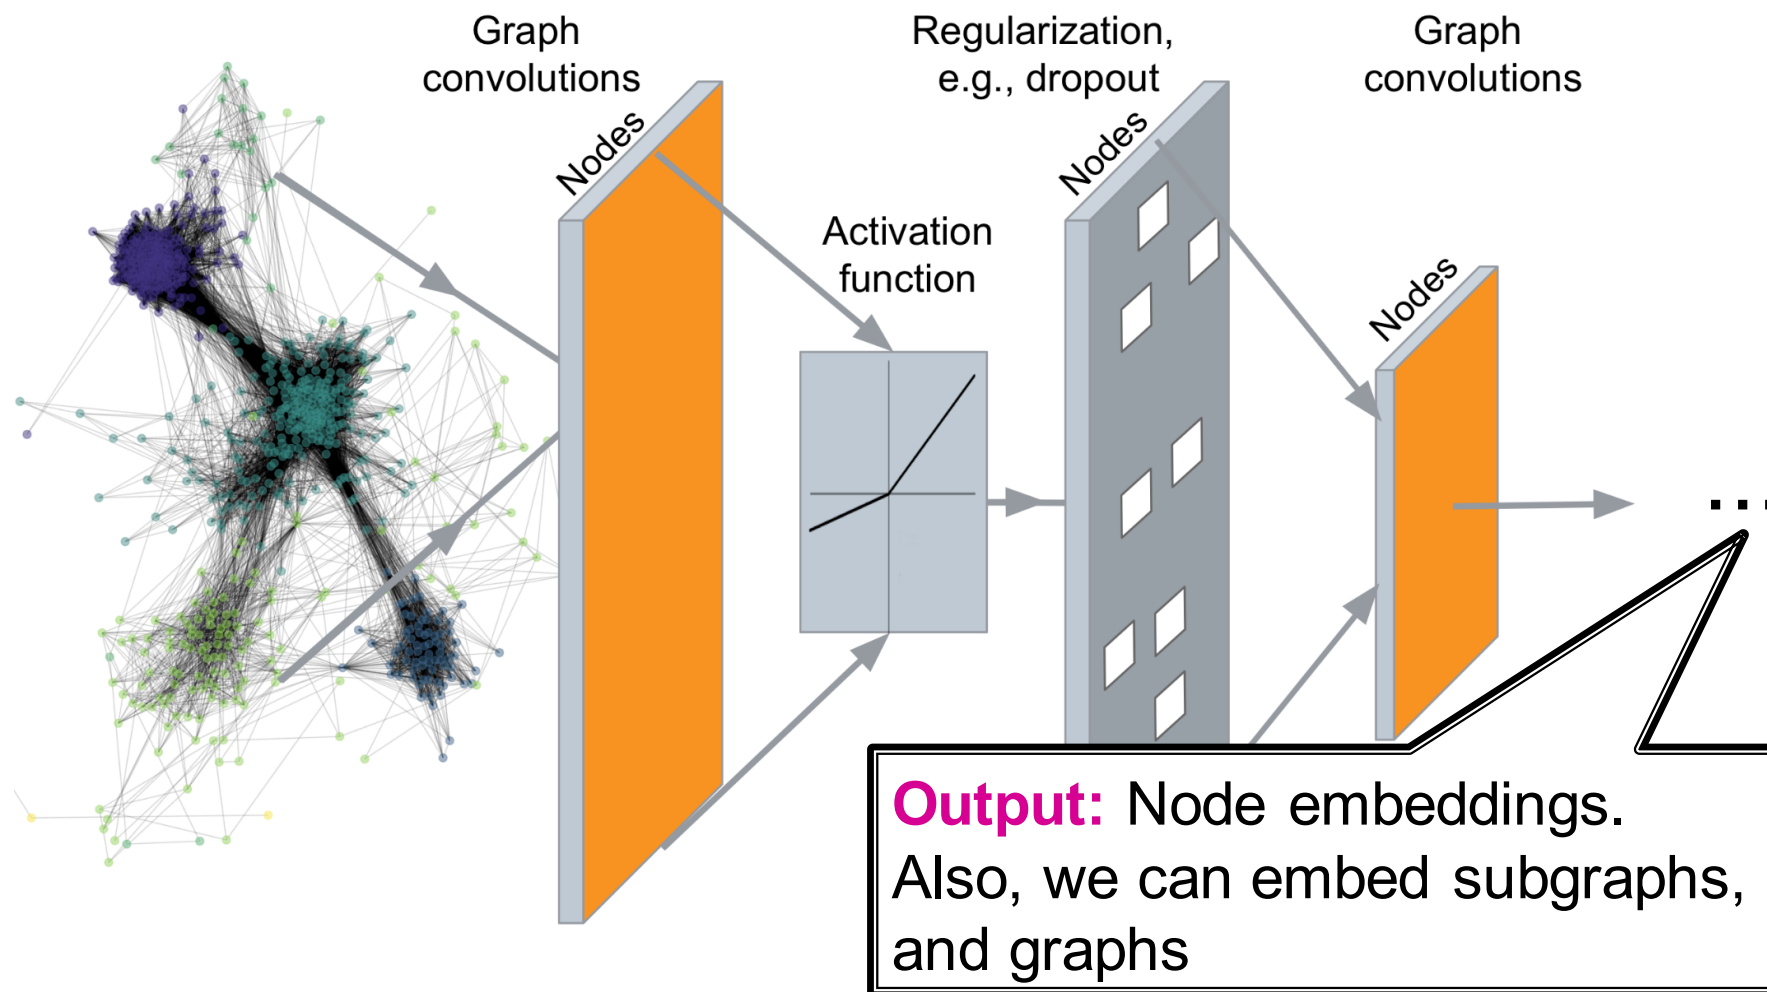 Graph
convolutions
Regularization,
e.g., dropout
Graph
convolutions
Nodes
Nodes
Activation
function
Nodes
...
Output: Node embeddings.
Also, we can embed subgraphs,
and graphs